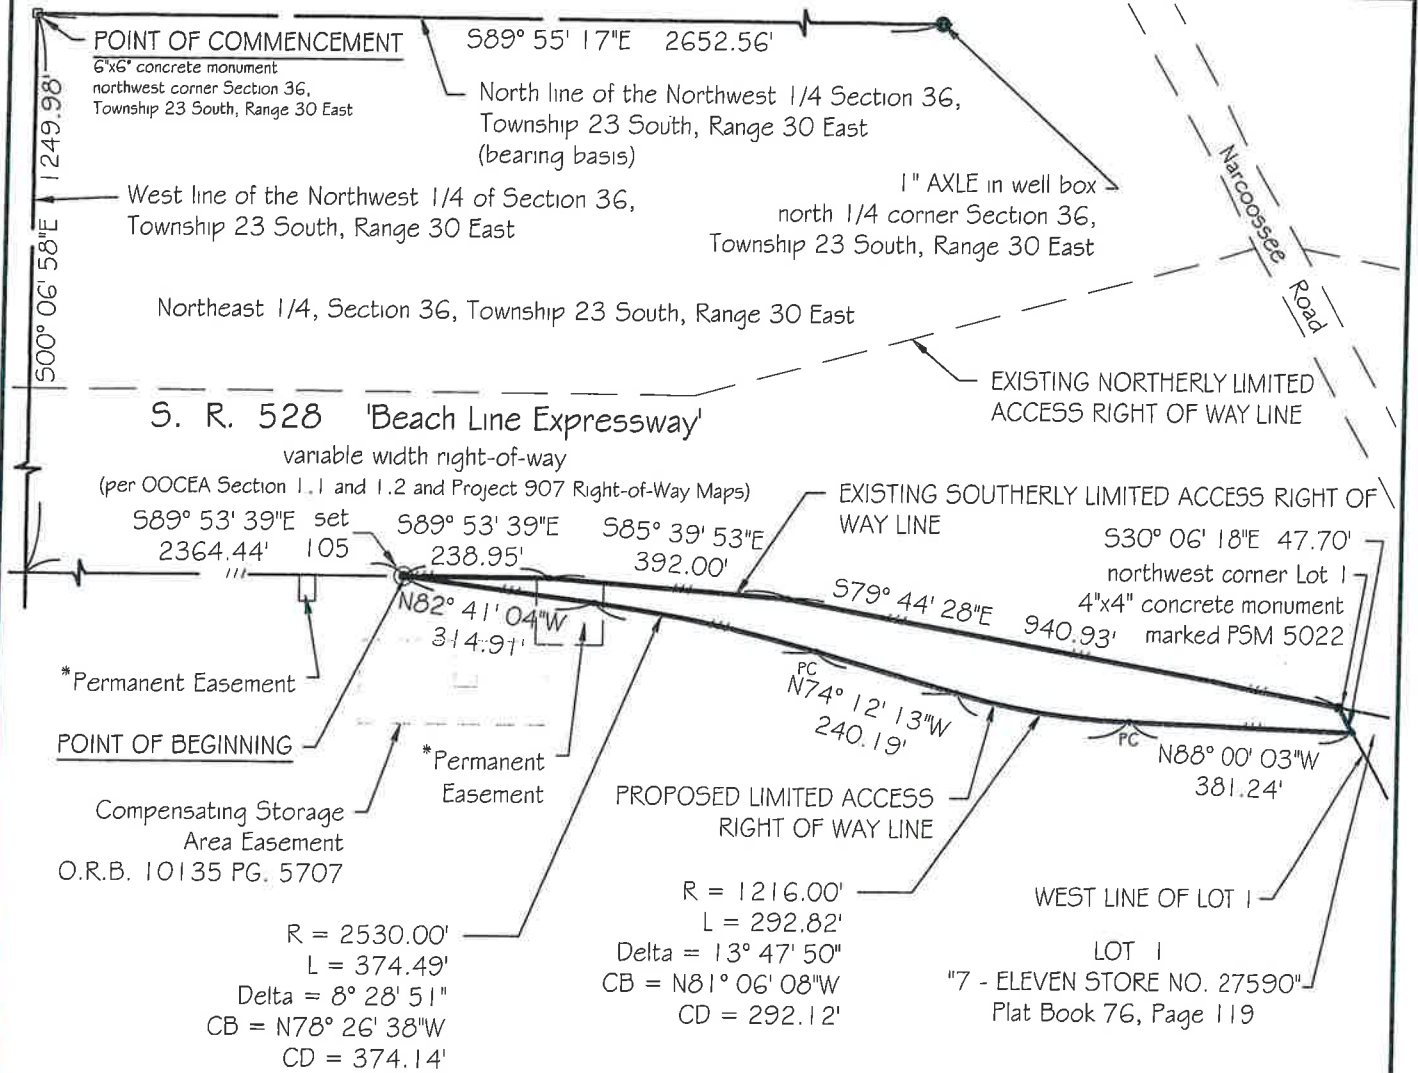 POINT OF COMMENCEMENT
6"x6" concrete monument
northwest corner Section 36,
Township 23 South, Range 30 East
S89° 55' 17"E 2652.56'
North line of the Northwest 1/4 Section 36,
Township 23 South, Range 30 East
(bearing basis)
S00° 06' 58"E 1249.98'
West line of the Northwest 1/4 of Section 36,
Township 23 South, Range 30 East
1" AXLE in well box
north 1/4 corner Section 36,
Township 23 South, Range 30 East
Narcoossee Road
Northeast 1/4, Section 36, Township 23 South, Range 30 East
EXISTING NORTHERLY LIMITED
ACCESS RIGHT OF WAY LINE
S. R. 528 'Beach Line Expressway'
variable width right-of-way
(per OOCEA Section 1.1 and 1.2 and Project 907 Right-of-Way Maps)
EXISTING SOUTHERLY LIMITED ACCESS RIGHT OF
WAY LINE
S89° 53' 39"E
2364.44'
set
105
S89° 53' 39"E
238.95'
S85° 39' 53"E
392.00'
S79° 44' 28"E 940.93'
S30° 06' 18"E 47.70'
northwest corner Lot 1
4"x4" concrete monument
marked PSM 5022
N82° 41' 04"W
314.91'
*Permanent Easement
POINT OF BEGINNING
*Permanent
Easement
PC
N74° 12' 13"W
240.19'
PC
N88° 00' 03"W
381.24'
Compensating Storage
Area Easement
O.R.B. 10135 PG. 5707
PROPOSED LIMITED ACCESS
RIGHT OF WAY LINE
R = 2530.00'
L = 374.49'
Delta = 8° 28' 51"
CB = N78° 26' 38"W
CD = 374.14'
R = 1216.00'
L = 292.82'
Delta = 13° 47' 50"
CB = N81° 06' 08"W
CD = 292.12'
WEST LINE OF LOT 1
LOT 1
"7 - ELEVEN STORE NO. 27590"
Plat Book 76, Page 119